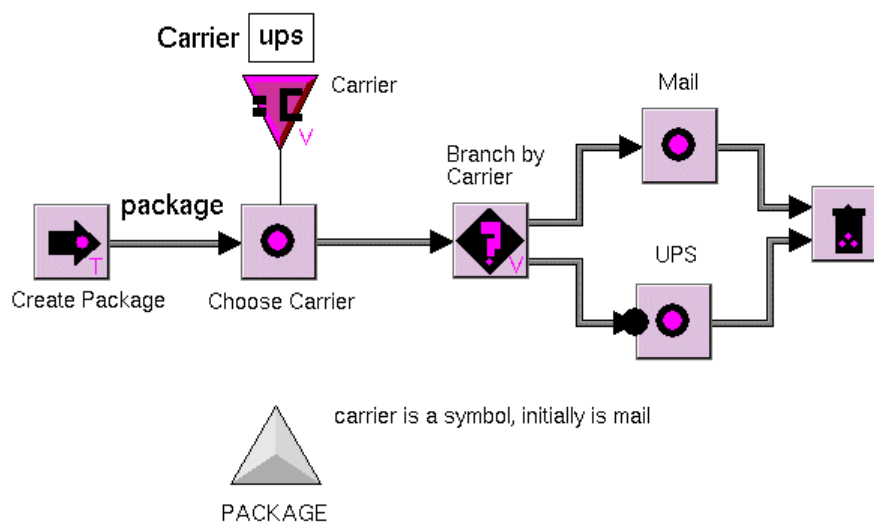 Carrier ups
Carrier
Mail
Branch by
Carrier
package
T
V
V
UPS
Create Package
Choose Carrier
carrier is a symbol, initially is mail
PACKAGE